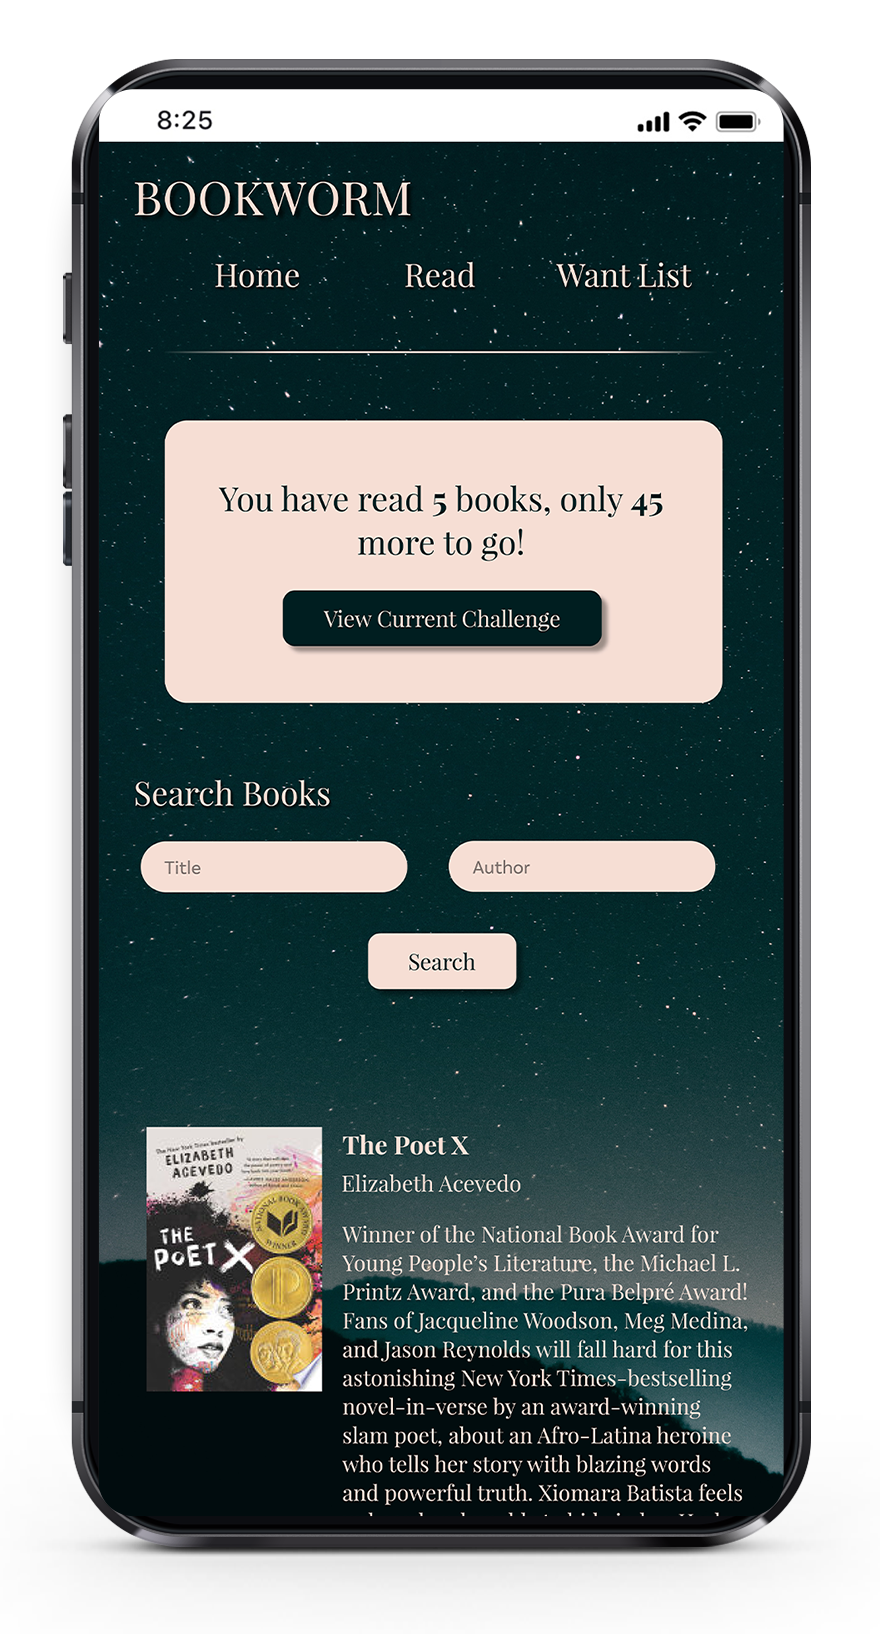 8:25
BOOKWORM
Home Read Want List
You have read 5 books, only 45
more to go!
View Current Challenge
Search Books
Title Author
Search
The New York Times bestseller by
ELIZABETH
ACEVEDO
NATIONAL BOOK AWARD
WINNER
THE
POET X
The Poet X
Elizabeth Acevedo
Winner of the National Book Award for
Young People’s Literature, the Michael L.
Printz Award, and the Pura Belpré Award!
Fans of Jacqueline Woodson, Meg Medina,
and Jason Reynolds will fall hard for this
astonishing New York Times-bestselling
novel-in-verse by an award-winning
slam poet, about an Afro-Latina heroine
who tells her story with blazing words
and powerful truth. Xiomara Batista feels